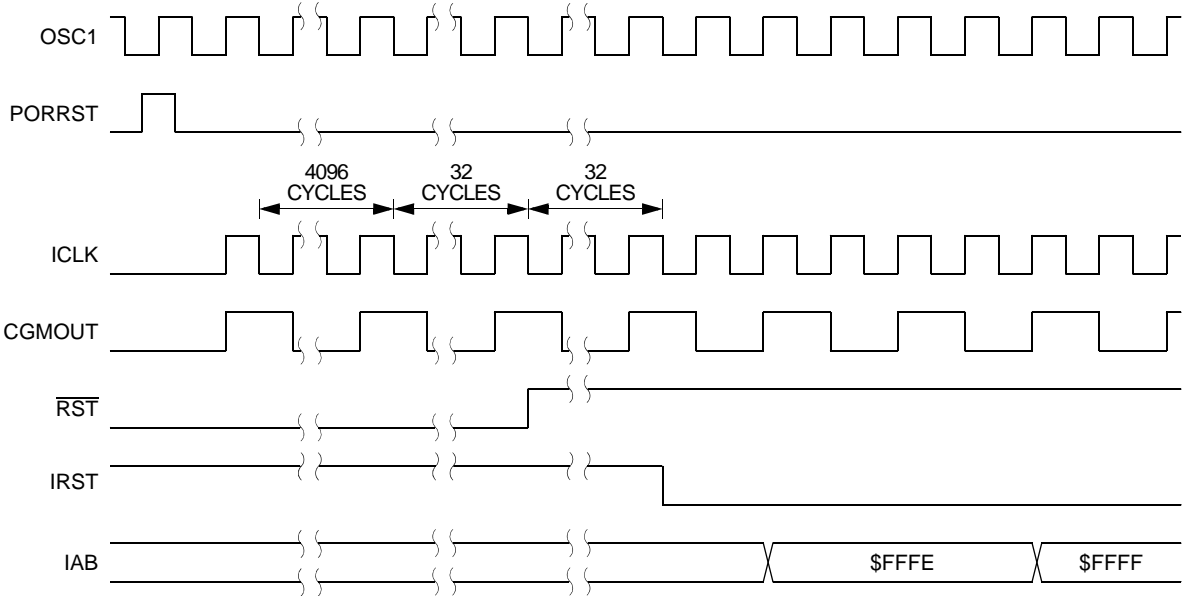 OSC1
PORRST
4096
CYCLES
32
CYCLES
32
CYCLES
ICLK
CGMOUT
RST
IRST
IAB
$FFFE
$FFFF